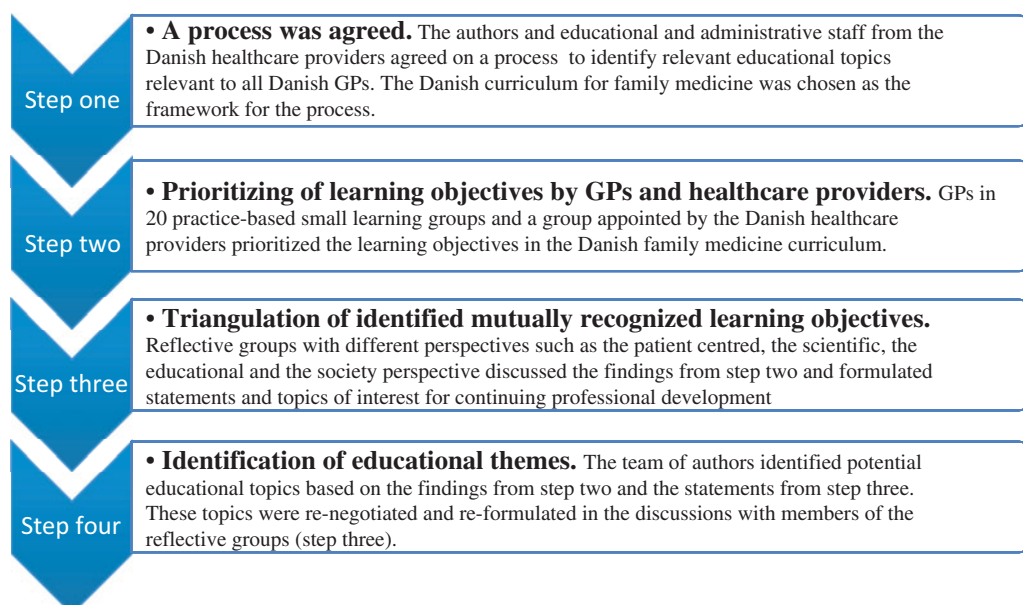 Step one
• A process was agreed. The authors and educational and administrative staff from the
Danish healthcare providers agreed on a process to identify relevant educational topics
relevant to all Danish GPs. The Danish curriculum for family medicine was chosen as the
framework for the process.
Step two
• Prioritizing of learning objectives by GPs and healthcare providers. GPs in
20 practice-based small learning groups and a group appointed by the Danish healthcare
providers prioritized the learning objectives in the Danish family medicine curriculum.
Step three
• Triangulation of identified mutually recognized learning objectives.
Reflective groups with different perspectives such as the patient centred, the scientific, the
educational and the society perspective discussed the findings from step two and formulated
statements and topics of interest for continuing professional development
Step four
• Identification of educational themes. The team of authors identified potential
educational topics based on the findings from step two and the statements from step three.
These topics were re-negotiated and re-formulated in the discussions with members of the
reflective groups (step three).